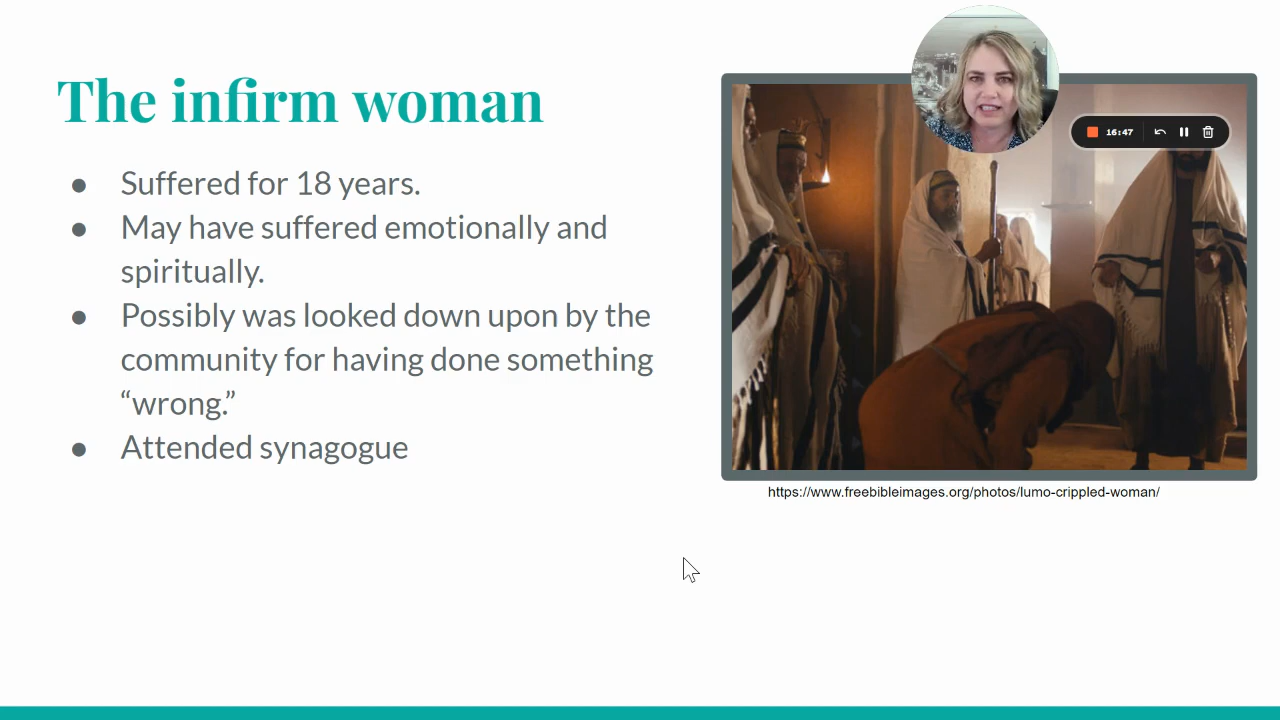 The infirm woman
● Suffered for 18 years.
● May have suffered emotionally and
spiritually.
● Possibly was looked down upon by the
community for having done something
“wrong.”
● Attended synagogue
16:47
https://www.freebibleimages.org/photos/lumo-crippled-woman/